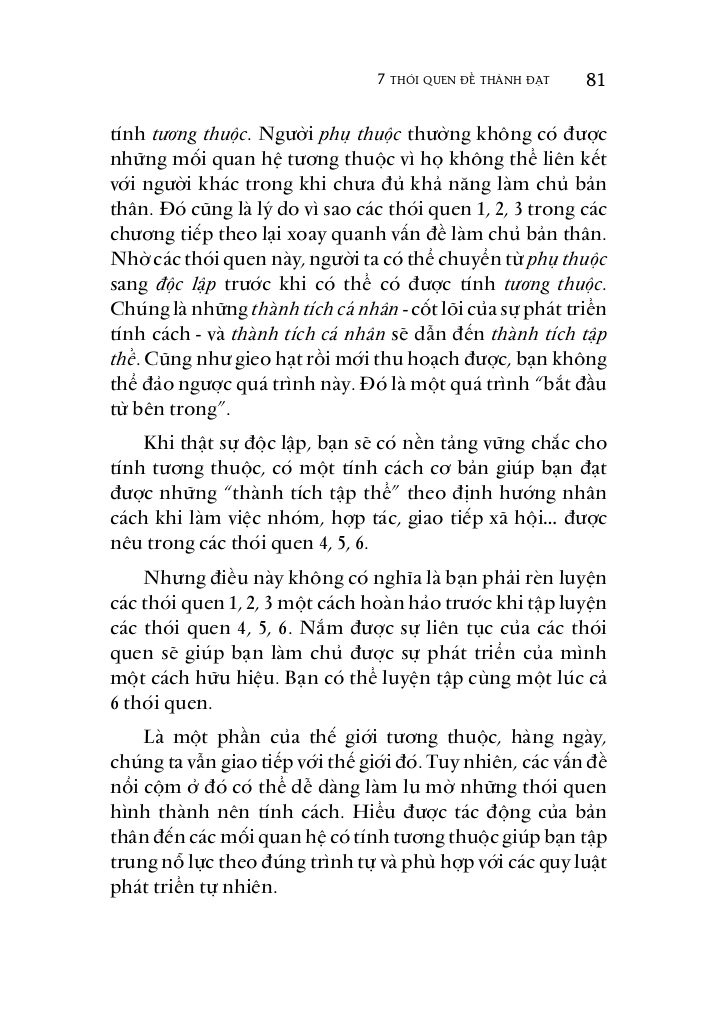 7 THÓI QUEN ĐỂ THÀNH ĐẠT 81
tính tương thuộc. Người phụ thuộc thường không có được
những mối quan hệ tương thuộc vì họ không thể liên kết
với người khác trong khi chưa đủ khả năng làm chủ bản
thân. Đó cũng là lý do vì sao các thói quen 1, 2, 3 trong các
chương tiếp theo lại xoay quanh vấn đề làm chủ bản thân.
Nhờ các thói quen này, người ta có thể chuyển từ phụ thuộc
sang độc lập trước khi có thể có được tính tương thuộc.
Chúng là những thành tích cá nhân - cốt lõi của sự phát triển
tính cách - và thành tích cá nhân sẽ dẫn đến thành tích tập
thể. Cũng như gieo hạt rồi mới thu hoạch được, bạn không
thể đảo ngược quá trình này. Đó là một quá trình “bắt đầu
từ bên trong”.
Khi thật sự độc lập, bạn sẽ có nền tảng vững chắc cho
tính tương thuộc, có một tính cách cơ bản giúp bạn đạt
được những “thành tích tập thể” theo định hướng nhân
cách khi làm việc nhóm, hợp tác, giao tiếp xã hội... được
nêu trong các thói quen 4, 5, 6.
Nhưng điều này không có nghĩa là bạn phải rèn luyện
các thói quen 1, 2, 3 một cách hoàn hảo trước khi tập luyện
các thói quen 4, 5, 6. Nắm được sự liên tục của các thói
quen sẽ giúp bạn làm chủ được sự phát triển của mình
một cách hữu hiệu. Bạn có thể luyện tập cùng một lúc cả
6 thói quen.
Là một phần của thế giới tương thuộc, hàng ngày,
chúng ta vẫn giao tiếp với thế giới đó. Tuy nhiên, các vấn đề
nổi cộm ở đó có thể dễ dàng làm lu mờ những thói quen
hình thành nên tính cách. Hiểu được tác động của bản
thân đến các mối quan hệ có tính tương thuộc giúp bạn tập
trung nỗ lực theo đúng trình tự và phù hợp với các quy luật
phát triển tự nhiên.